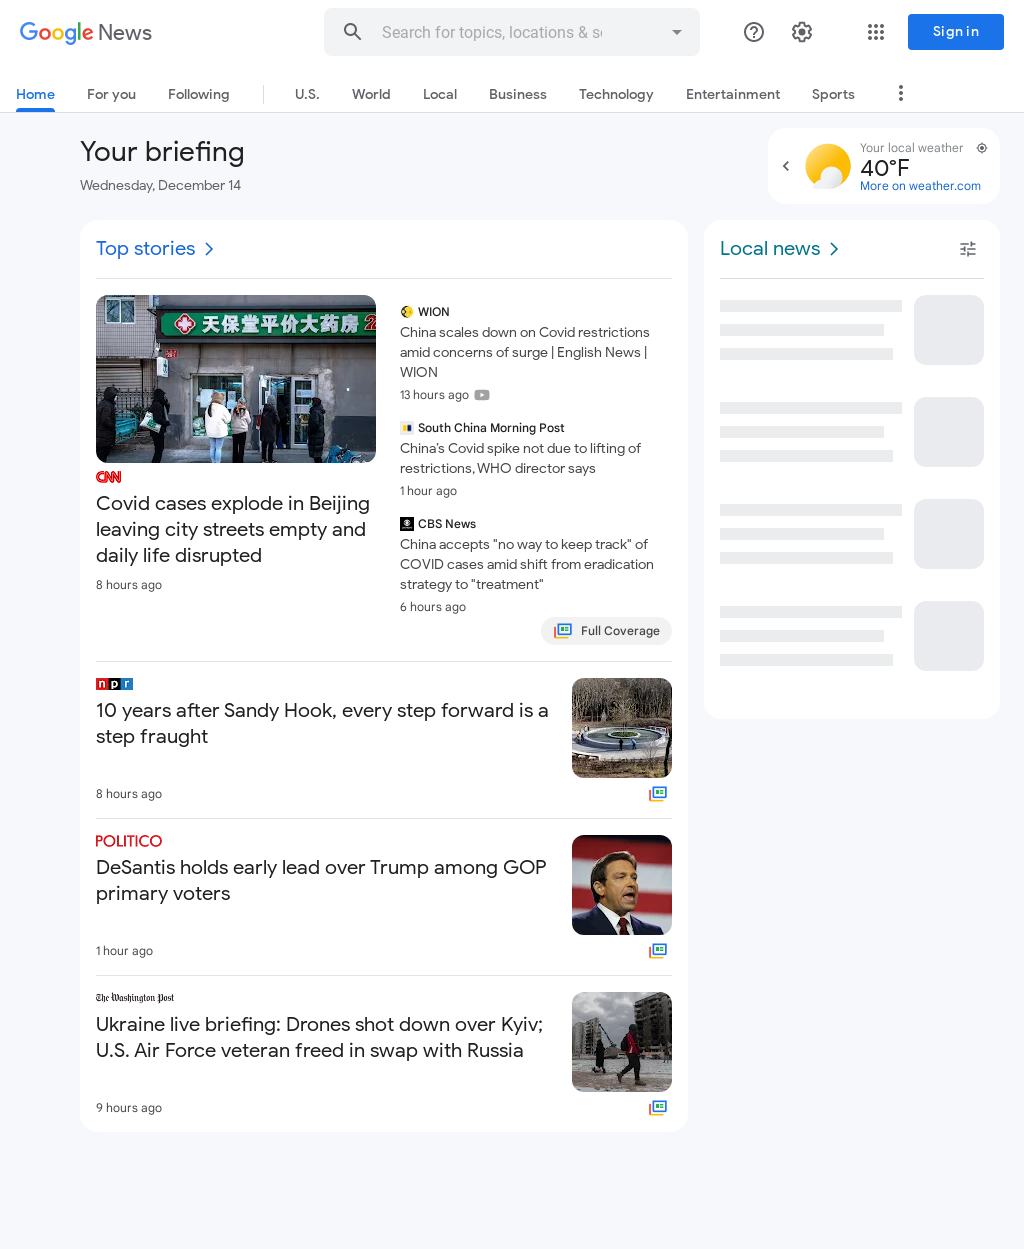 Google News
Search for topics, locations & so
Sign in
Home
For you
Following
U.S.
World
Local
Business
Technology
Entertainment
Sports
Your briefing
Wednesday, December 14
Your local weather
40°F
More on weather.com
Top stories
天保堂平价大药房 2
CNN
Covid cases explode in Beijing
leaving city streets empty and
daily life disrupted
8 hours ago
WION
China scales down on Covid restrictions
amid concerns of surge | English News |
WION
13 hours ago
South China Morning Post
China's Covid spike not due to lifting of
restrictions, WHO director says
1 hour ago
CBS News
China accepts "no way to keep track" of
COVID cases amid shift from eradication
strategy to "treatment"
6 hours ago
Full Coverage
Local news
npr
10 years after Sandy Hook, every step forward is a
step fraught
8 hours ago
POLITICO
DeSantis holds early lead over Trump among GOP
primary voters
1 hour ago
The Washington Post
Ukraine live briefing: Drones shot down over Kyiv;
U.S. Air Force veteran freed in swap with Russia
9 hours ago